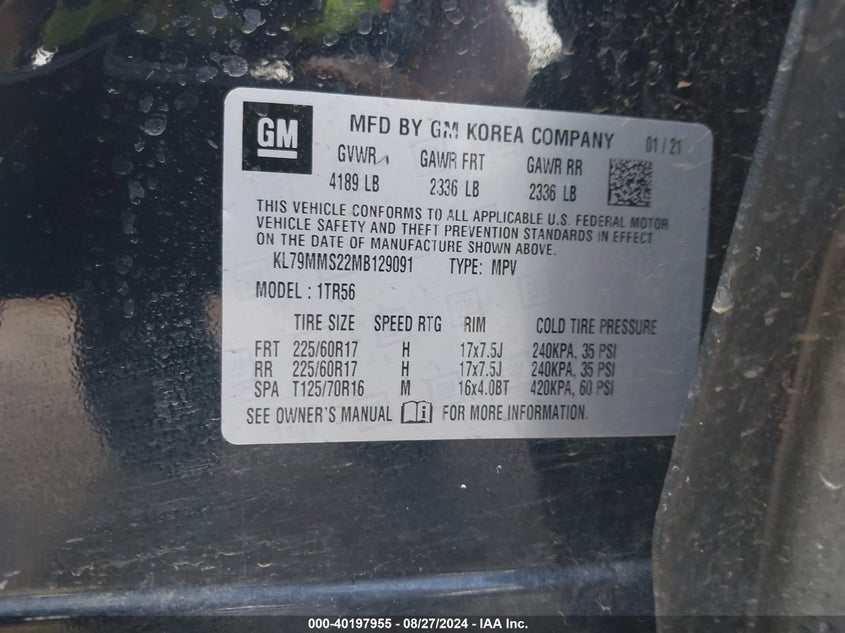 GM
MFD BY GM KOREA COMPANY 01/21
GVWR GAWR FRT GAWR RR
4189 LB 2336 LB 2336 LB
THIS VEHICLE CONFORMS TO ALL APPLICABLE U.S. FEDERAL MOTOR
VEHICLE SAFETY AND THEFT PREVENTION STANDARDS IN EFFECT
ON THE DATE OF MANUFACTURE SHOWN ABOVE.
KL79MMS22MB129091 TYPE: MPV
MODEL : 1TR56
TIRE SIZE SPEED RTG RIM COLD TIRE PRESSURE
FRT 225/60R17 H 17x7.5J 240KPA, 35 PSI
RR 225/60R17 H 17x7.5J 240KPA, 35 PSI
SPA T125/70R16 M 16x4.0BT 420KPA, 60 PSI
SEE OWNER'S MANUAL FOR MORE INFORMATION.
000-40197955 - 08/27/2024 - IAA Inc.